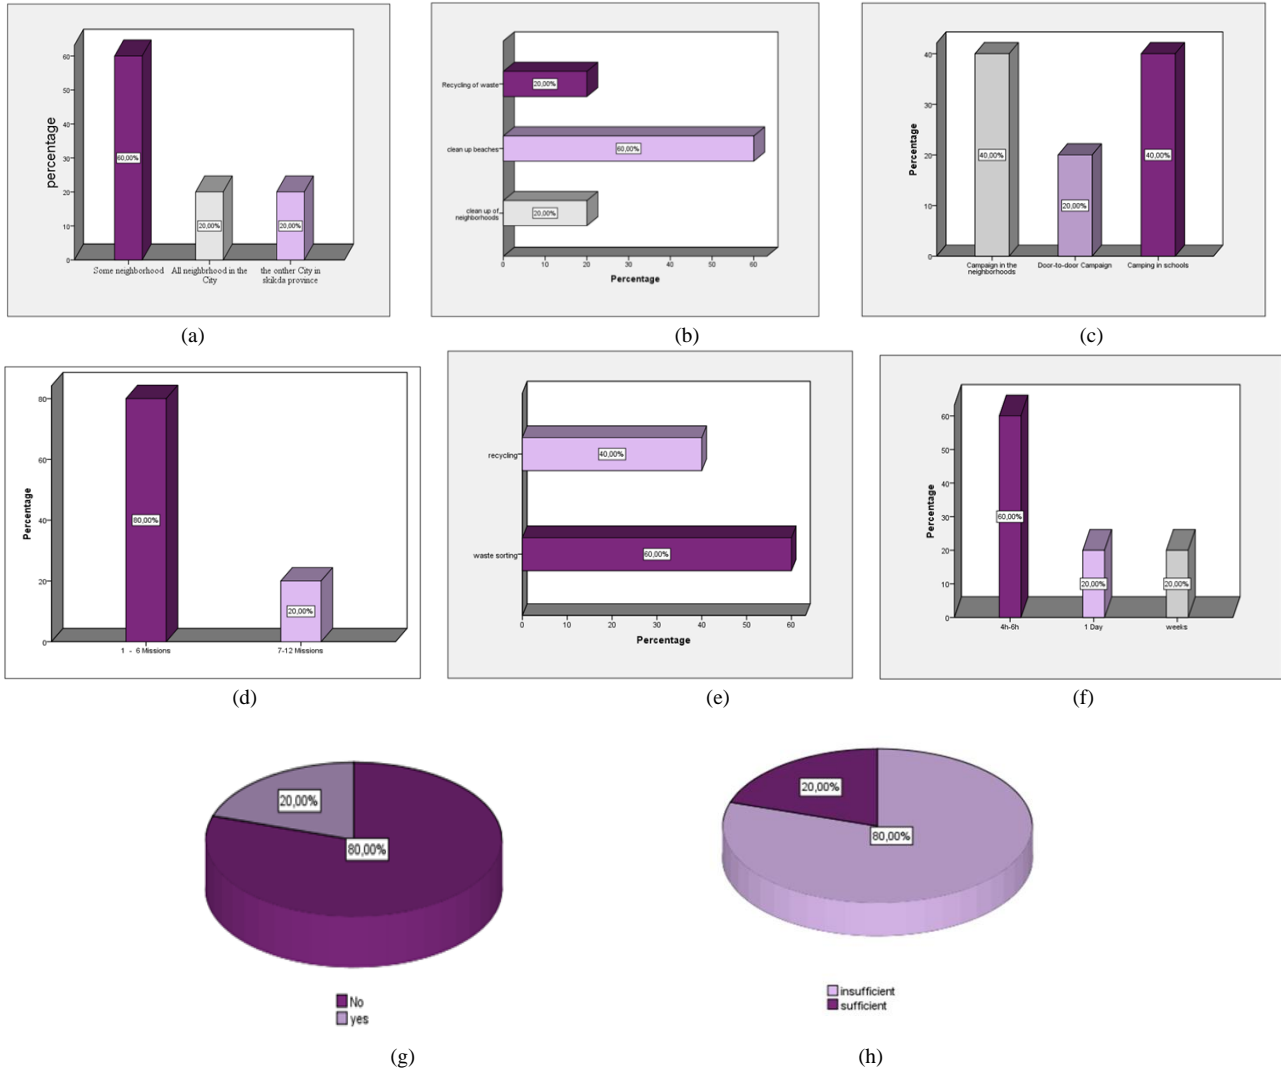 percentage
60
50
40
30
20
10
0
60,00%
20,00%
20,00%
Some neighborhood
All neighbrhood in the
City
the onther City in
skikda province
(a)
Recycling of waste
clean up beaches
clean up of
neighborhoods
20,00%
60,00%
20,00%
0 10 20 30 40 50 60
Percentage
(b)
Percentage
40
30
20
10
0
40,00%
20,00%
40,00%
Campaign in the
neighborhoods
Door-to-door Campaign
Camping in schools
(c)
Percentage
80
60
40
20
0
80,00%
20,00%
1 - 6 Missions
7-12 Missions
(d)
recycling
waste sorting
40,00%
60,00%
0 10 20 30 40 50 60
Percentage
(e)
Percentage
60
50
40
30
20
10
0
60,00%
20,00%
20,00%
4h-6h
1 Day
weeks
(f)
20,00%
80,00%
No
yes
(g)
20,00%
80,00%
insufficient
sufficient
(h)